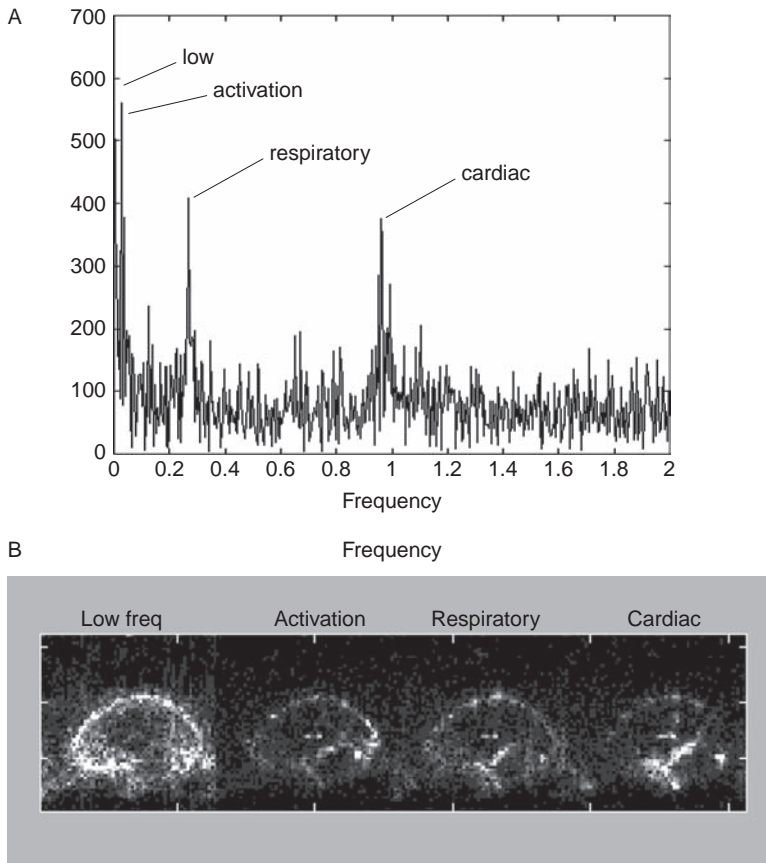 A
700
600
500
400
300
200
100
0
low
activation
respiratory
cardiac
0 0.2 0.4 0.6 0.8 1 1.2 1.4 1.6 1.8 2
Frequency
B
Frequency
Low freq Activation Respiratory Cardiac